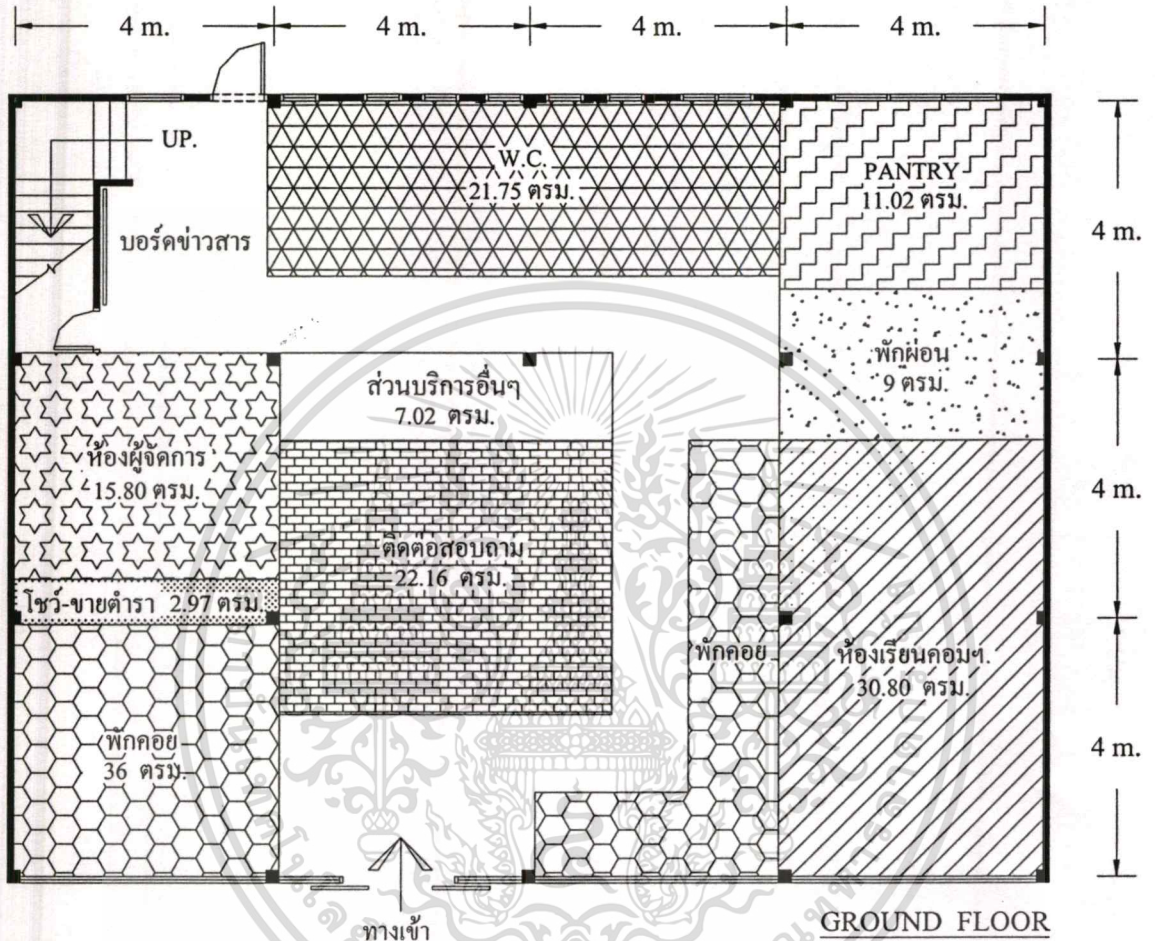 4 m. 4 m. 4 m. 4 m.
UP.
W.C.
21.75 ตรม.
PANTRY
11.02 ตรม.
4 m.
บอร์ดข่าวสาร
พักผ่อน
9 ตรม.
ส่วนบริการอื่นๆ
7.02 ตรม.
ห้องผู้จัดการ
15.80 ตรม.
4 m.
ติดต่อสอบถาม
22.16 ตรม.
โชว์-ขายตำรา 2.97 ตรม.
พักคอย
ห้องเรียนคอมฯ.
30.80 ตรม.
พักคอย
36 ตรม.
4 m.
ทางเข้า
GROUND FLOOR